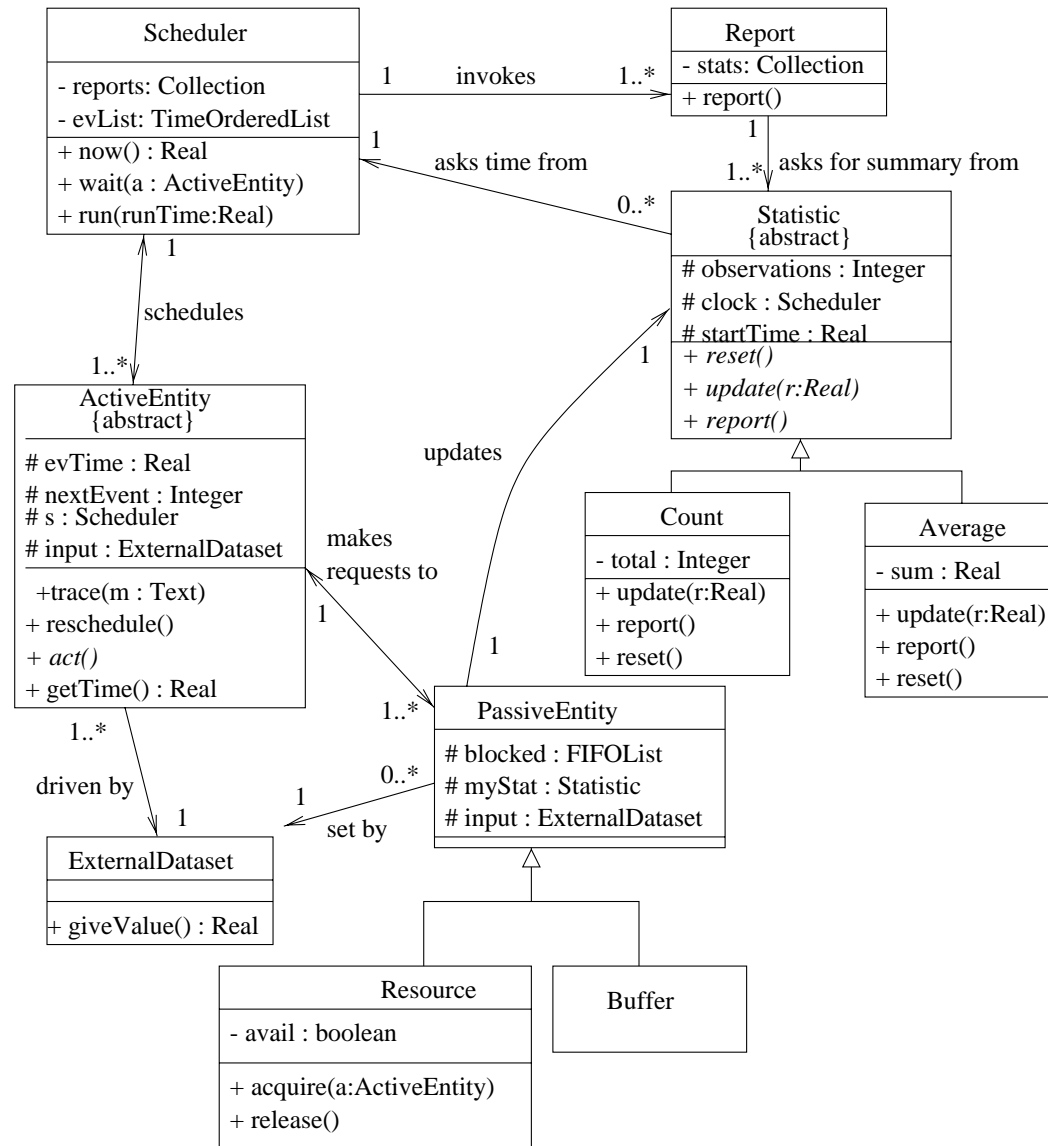 Scheduler
- reports: Collection
- evList: TimeOrderedList
+ now() : Real
+ wait(a : ActiveEntity)
+ run(runTime:Real)
1
invokes
1..*
Report
- stats: Collection
+ report()
1
asks time from
0..*
1
asks for summary from
1..*
Statistic
{abstract}
# observations : Integer
# clock : Scheduler
# startTime : Real
+ reset()
+ update(r:Real)
+ report()
1
schedules
1..*
ActiveEntity
{abstract}
# evTime : Real
# nextEvent : Integer
# s : Scheduler
# input : ExternalDataset
+trace(m : Text)
+ reschedule()
+ act()
+ getTime() : Real
1
updates
1
makes
requests to
1
1..*
Count
- total : Integer
+ update(r:Real)
+ report()
+ reset()
Average
- sum : Real
+ update(r:Real)
+ report()
+ reset()
PassiveEntity
# blocked : FIFOList
# myStat : Statistic
# input : ExternalDataset
1..*
driven by
1
0..*
set by
1
ExternalDataset
+ giveValue() : Real
Resource
- avail : boolean
+ acquire(a:ActiveEntity)
+ release()
Buffer